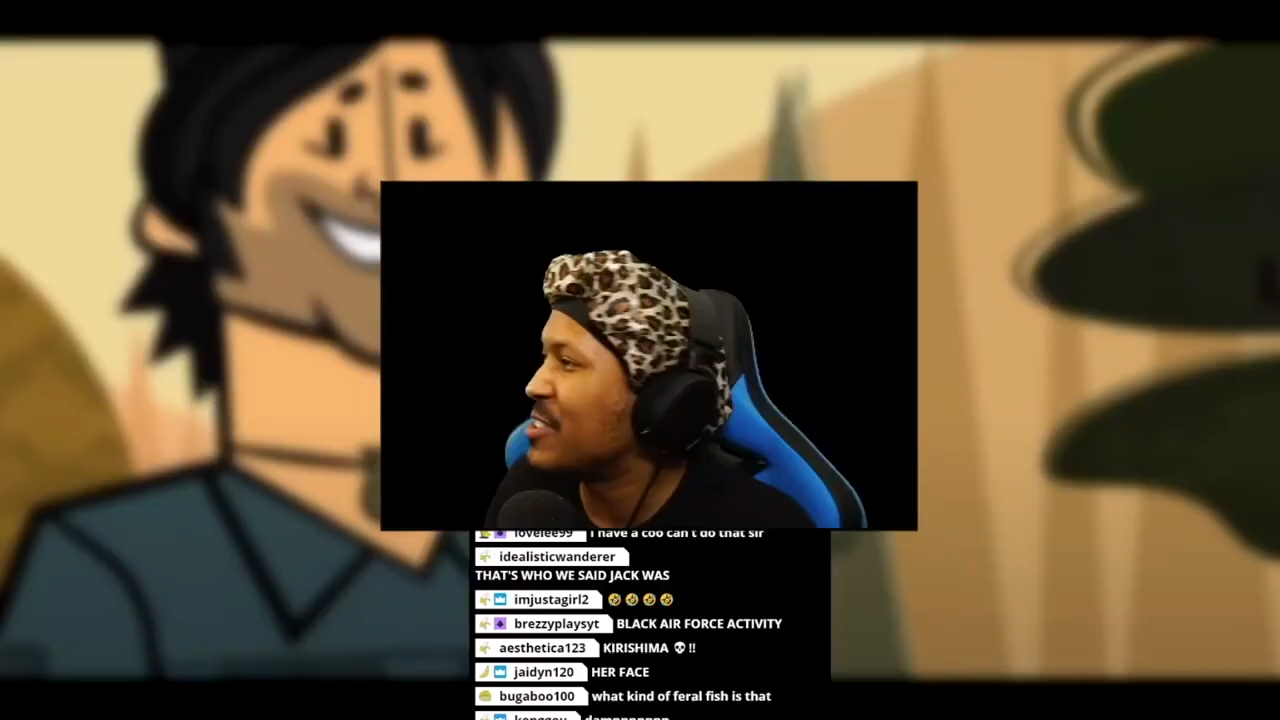 lovelee99 I have a coo can't do that sir
idealisticwanderer
THAT'S WHO WE SAID JACK WAS
imjustagirl2 🤣🤣🤣🤣
brezzyplaysyt BLACK AIR FORCE ACTIVITY
aesthetica123 KIRISHIMA 💀 !!
jaidyn120 HER FACE
bugaboo100 what kind of feral fish is that